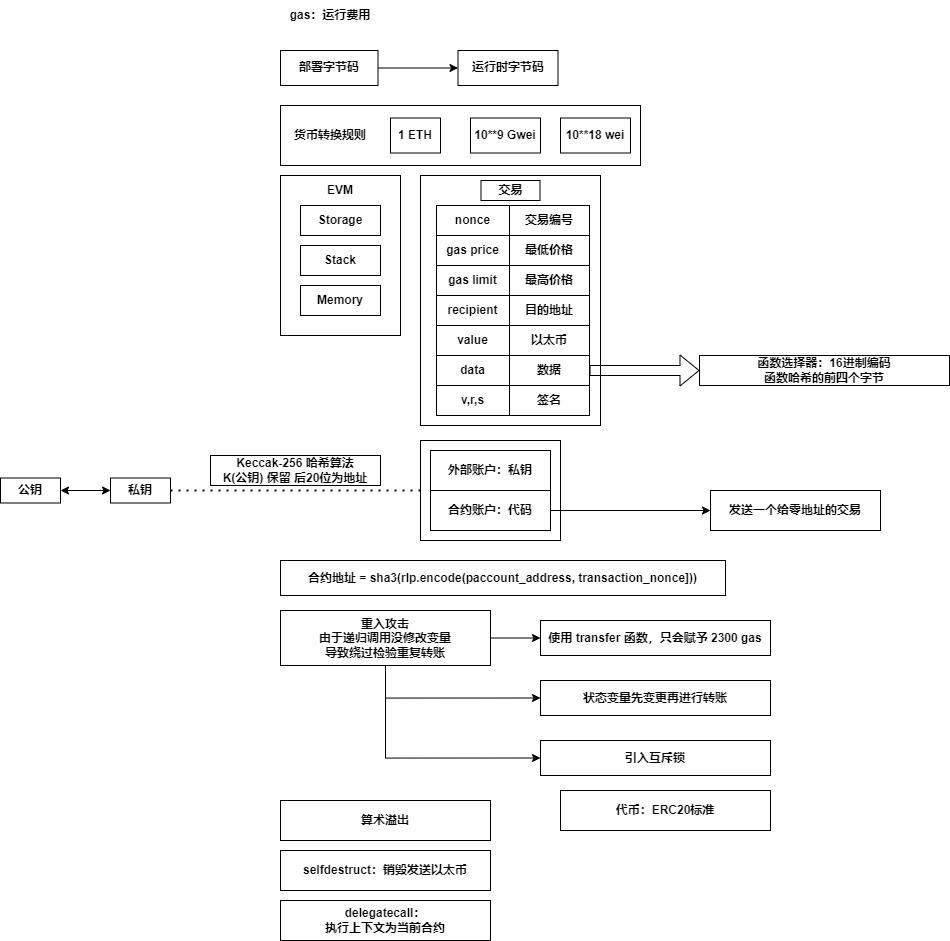 gas：运行费用
部署字节码
运行时字节码
货币转换规则
1 ETH
10**9 Gwei
10**18 wei
EVM
Storage
Stack
Memory
交易
nonce 交易编号
gas price 最低价格
gas limit 最高价格
recipient 目的地址
value 以太币
data 数据
v,r,s 签名
函数选择器：16进制编码
函数哈希的前四个字节
公钥
私钥
Keccak-256 哈希算法
K(公钥) 保留 后20位为地址
外部账户：私钥
合约账户：代码
发送一个给零地址的交易
合约地址 = sha3(rlp.encode(paccount_address, transaction_nonce]))
重入攻击
由于递归调用没修改变量
导致绕过检验重复转账
使用 transfer 函数，只会赋予 2300 gas
状态变量先变更再进行转账
引入互斥锁
代币：ERC20标准
算术溢出
selfdestruct：销毁发送以太币
delegatecall：
执行上下文为当前合约